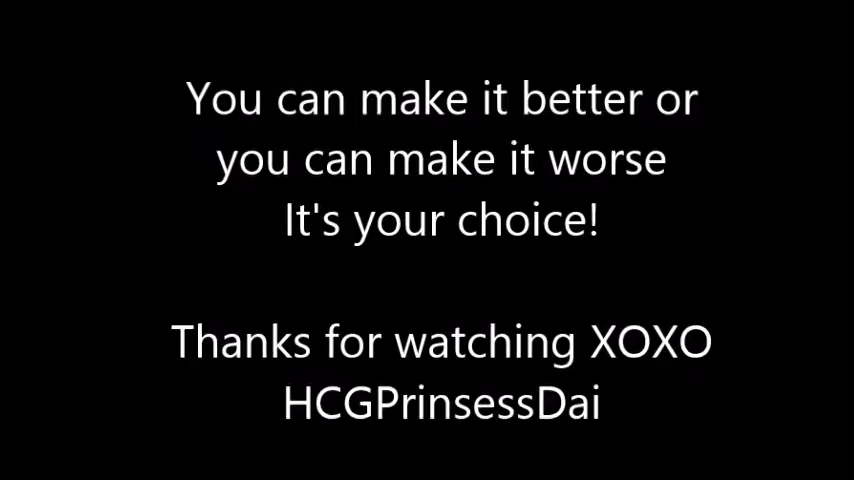 You can make it better or
you can make it worse
It's your choice!
Thanks for watching XOXO
HCGPrinsessDai